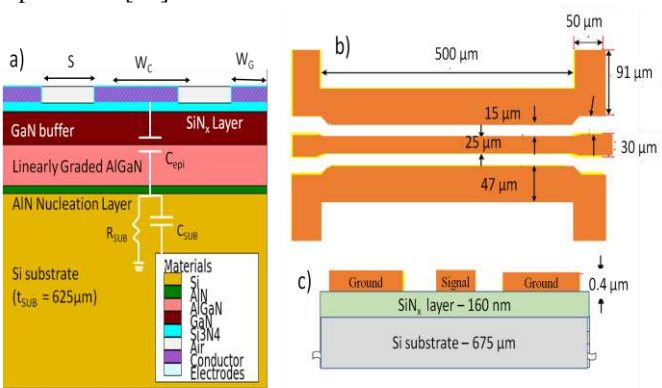 a)
S
W_C
W_G
GaN buffer
SiN_x Layer
Linearly Graded AlGaN
C_epi
AlN Nucleation Layer
R_SUB
C_SUB
Si substrate
(t_SUB = 625μm)
Materials
Si
AlN
AlGaN
GaN
Si3N4
Air
Conductor
Electrodes
b)
50 μm
500 μm
91 μm
15 μm
25 μm
30 μm
47 μm
c)
Ground
Signal
Ground
0.4 μm
SiN_x layer – 160 nm
Si substrate – 675 μm